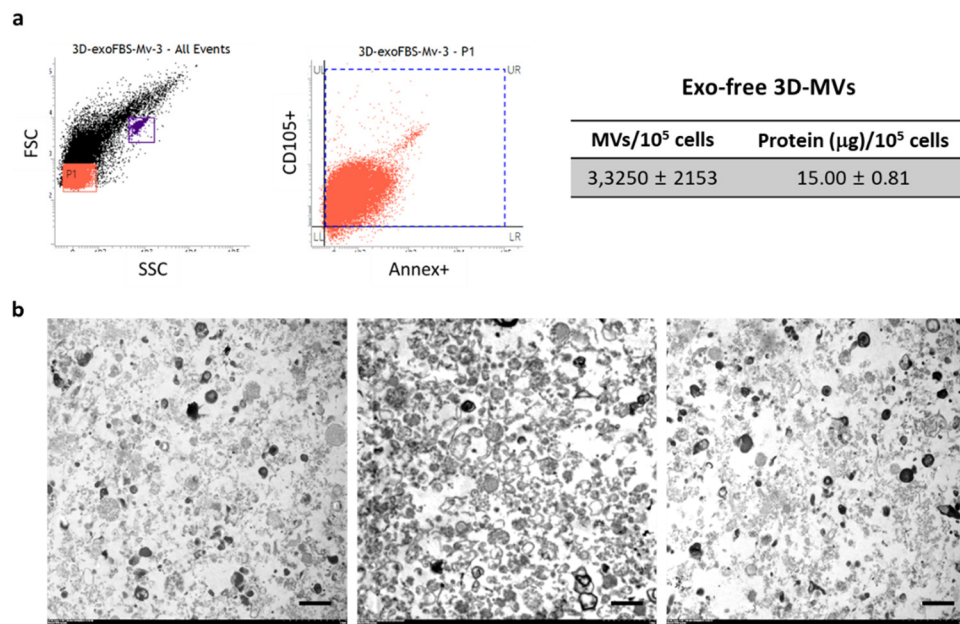 a
3D-exoFBS-Mv-3 - All Events
FSC
P1
SSC
3D-exoFBS-Mv-3 - P1
CD105+
UL
UR
LL
LR
Annex+
Exo-free 3D-MVs
MVs/10⁵ cells Protein (μg)/10⁵ cells
3,3250 ± 2153 15.00 ± 0.81
b